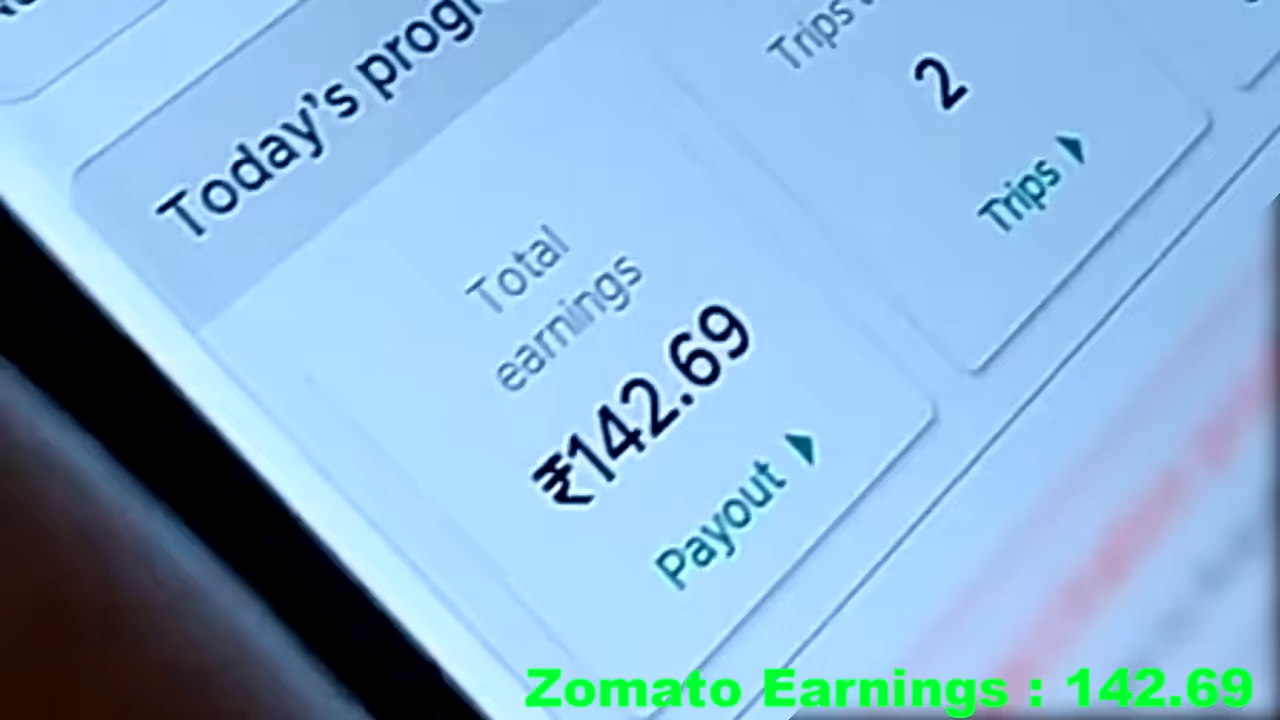 Today's progr
Total
earnings
₹142.69
Payout
Trips
2
Trips
Zomato Earnings : 142.69